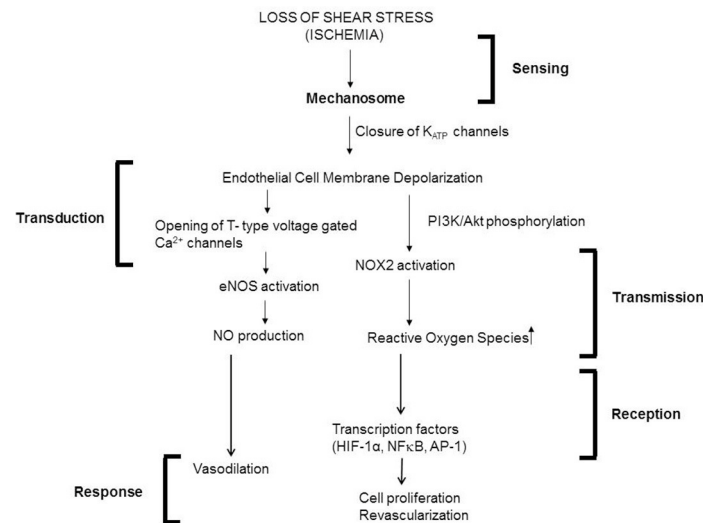 LOSS OF SHEAR STRESS
(ISCHEMIA)
Sensing
Mechanosome
Closure of KATP channels
Endothelial Cell Membrane Depolarization
Transduction
Opening of T- type voltage gated
Ca2+ channels
PI3K/Akt phosphorylation
NOX2 activation
eNOS activation
Transmission
NO production
Reactive Oxygen Species
Reception
Transcription factors
(HIF-1α, NFκB, AP-1)
Vasodilation
Response
Cell proliferation
Revascularization